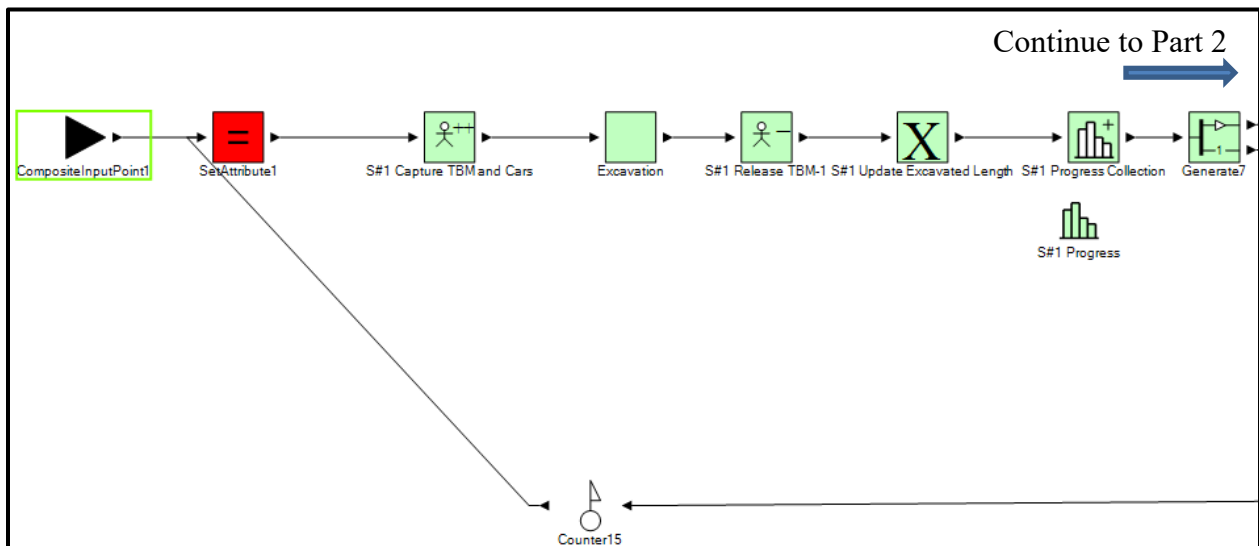 Continue to Part 2
=
++
−
X
+
1
CompositeInputPoint1
SetAttribute1
S#1 Capture TBM and Cars
Excavation
S#1 Release TBM-1
S#1 Update Excavated Length
S#1 Progress Collection
Generate7
S#1 Progress
Counter15